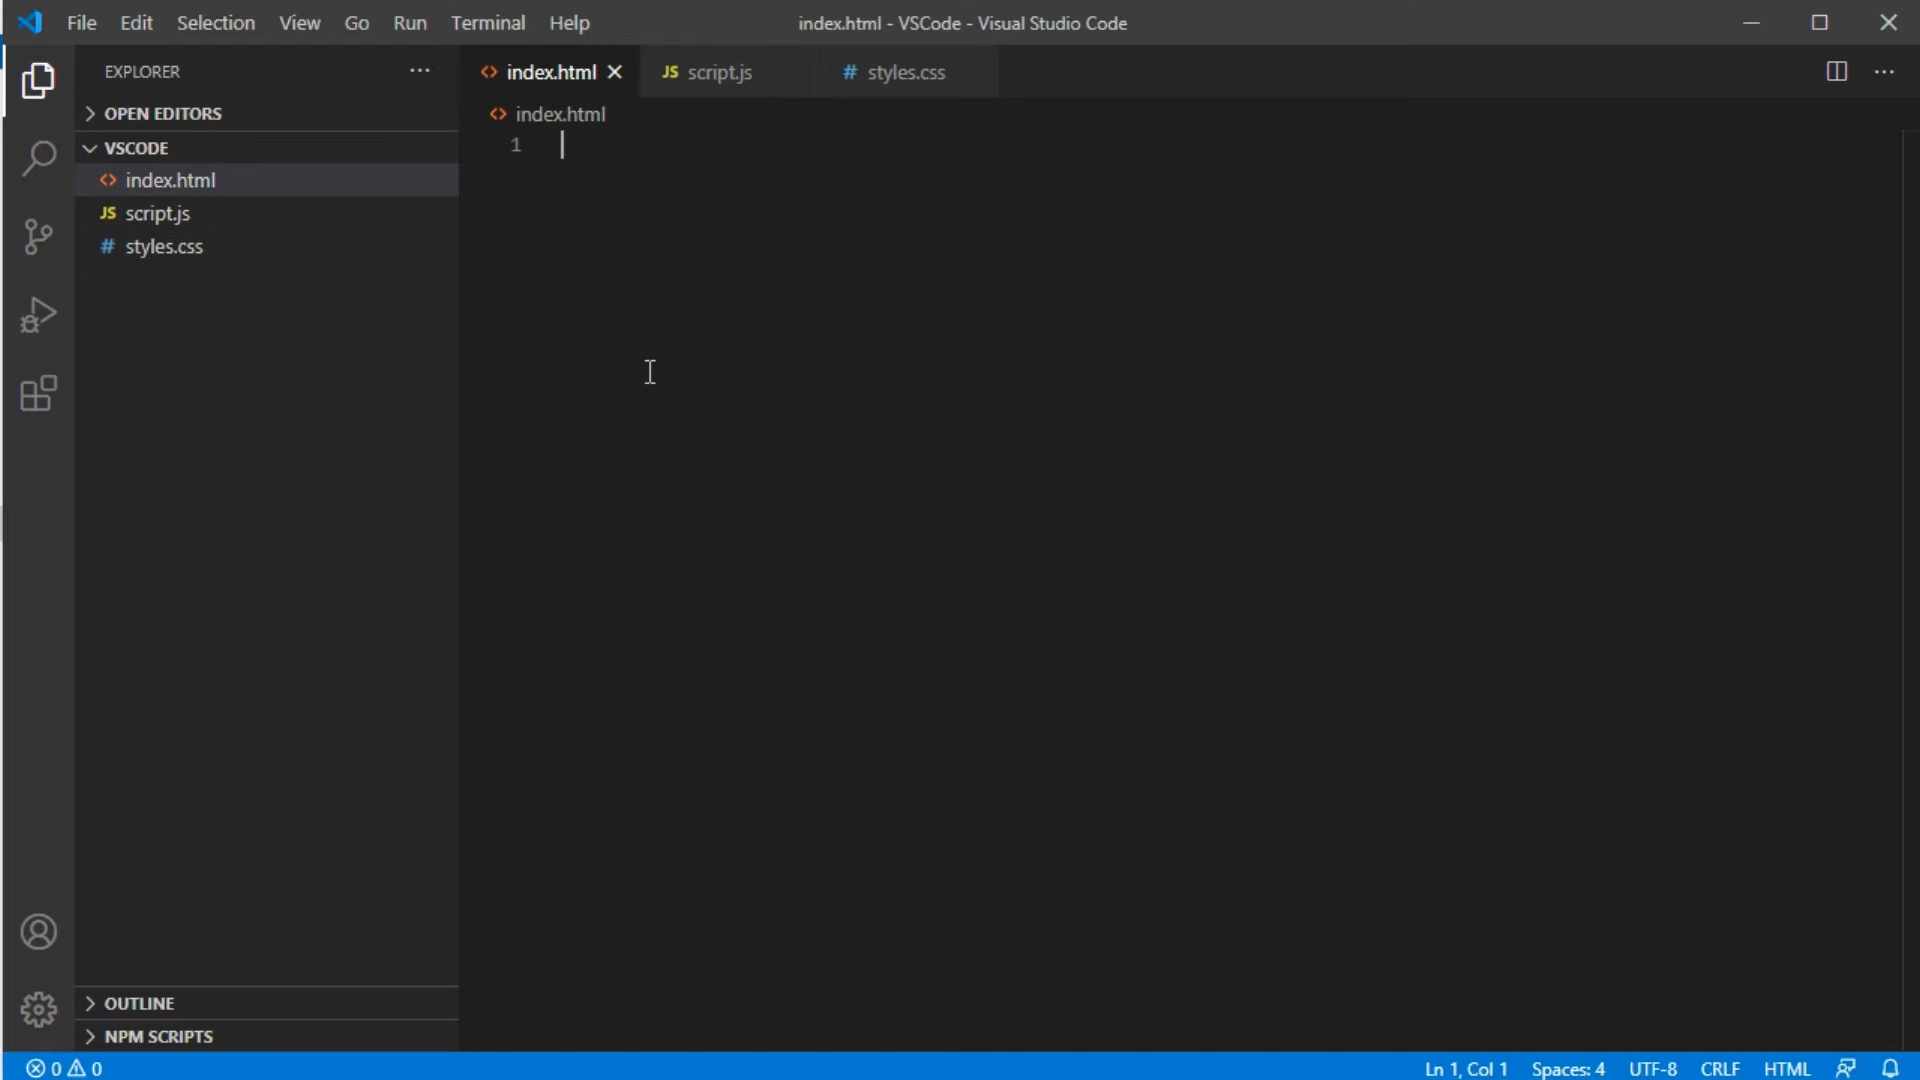 File Edit Selection View Go Run Terminal Help
index.html - VSCode - Visual Studio Code
EXPLORER
OPEN EDITORS
VSCODE
index.html
JS script.js
# styles.css
OUTLINE
NPM SCRIPTS
index.html JS script.js # styles.css
index.html
1
0 0
Ln 1, Col 1 Spaces: 4 UTF-8 CRLF HTML